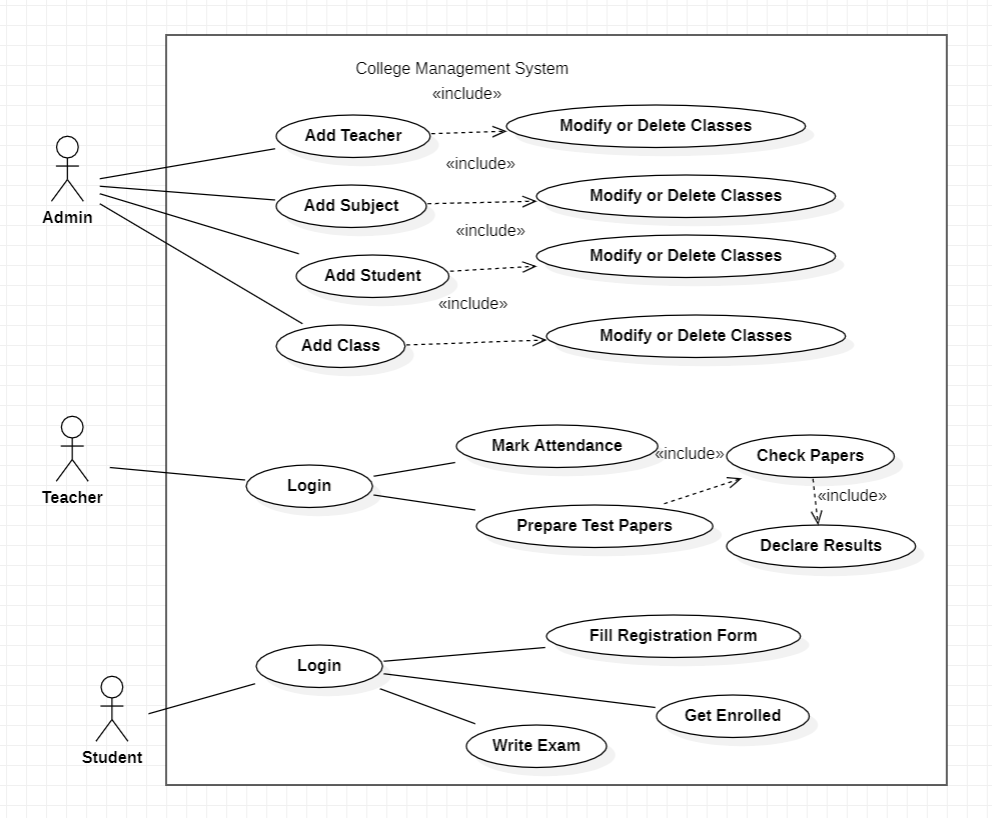 College Management System
«include»
Add Teacher
Modify or Delete Classes
Admin
«include»
Add Subject
Modify or Delete Classes
«include»
Add Student
Modify or Delete Classes
«include»
Add Class
Modify or Delete Classes
Teacher
Login
Mark Attendance
«include»
Check Papers
Prepare Test Papers
«include»
Declare Results
Student
Login
Fill Registration Form
Get Enrolled
Write Exam